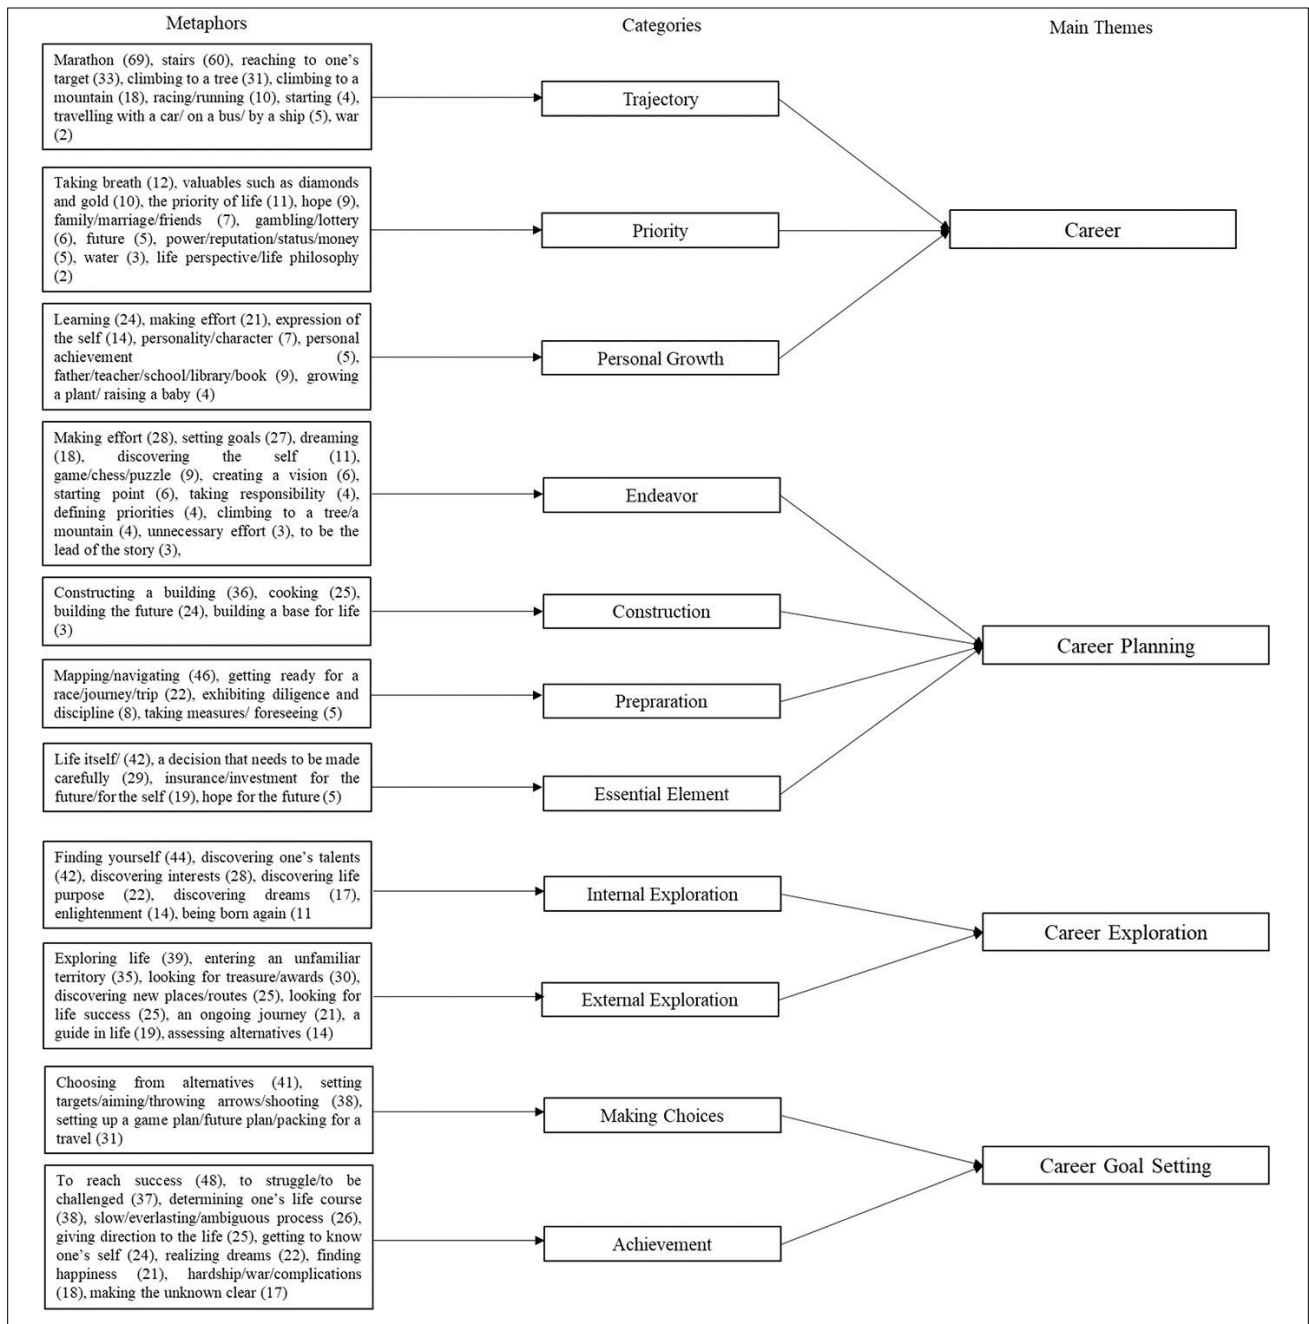 Metaphors
Categories
Main Themes
Marathon (69), stairs (60), reaching to one's
target (33), climbing to a tree (31), climbing to a
mountain (18), racing/running (10), starting (4),
travelling with a car/ on a bus/ by a ship (5), war
(2)
Trajectory
Taking breath (12), valuables such as diamonds
and gold (10), the priority of life (11), hope (9),
family/marriage/friends (7), gambling/lottery
(6), future (5), power/reputation/status/money
(5), water (3), life perspective/life philosophy
(2)
Priority
Career
Learning (24), making effort (21), expression of
the self (14), personality/character (7), personal
achievement (5),
father/teacher/school/library/book (9), growing
a plant/ raising a baby (4)
Personal Growth
Making effort (28), setting goals (27), dreaming
(18), discovering the self (11),
game/chess/puzzle (9), creating a vision (6),
starting point (6), taking responsibility (4),
defining priorities (4), climbing to a tree/a
mountain (4), unnecessary effort (3), to be the
lead of the story (3),
Endeavor
Constructing a building (36), cooking (25),
building the future (24), building a base for life
(3)
Construction
Career Planning
Mapping/navigating (46), getting ready for a
race/journey/trip (22), exhibiting diligence and
discipline (8), taking measures/ foreseeing (5)
Prepraration
Life itself/ (42), a decision that needs to be made
carefully (29), insurance/investment for the
future/for the self (19), hope for the future (5)
Essential Element
Finding yourself (44), discovering one's talents
(42), discovering interests (28), discovering life
purpose (22), discovering dreams (17),
enlightenment (14), being born again (11
Internal Exploration
Career Exploration
Exploring life (39), entering an unfamiliar
territory (35), looking for treasure/awards (30),
discovering new places/routes (25), looking for
life success (25), an ongoing journey (21), a
guide in life (19), assessing alternatives (14)
External Exploration
Choosing from alternatives (41), setting
targets/aiming/throwing arrows/shooting (38),
setting up a game plan/future plan/packing for a
travel (31)
Making Choices
Career Goal Setting
To reach success (48), to struggle/to be
challenged (37), determining one's life course
(38), slow/everlasting/ambiguous process (26),
giving direction to the life (25), getting to know
one's self (24), realizing dreams (22), finding
happiness (21), hardship/war/complications
(18), making the unknown clear (17)
Achievement